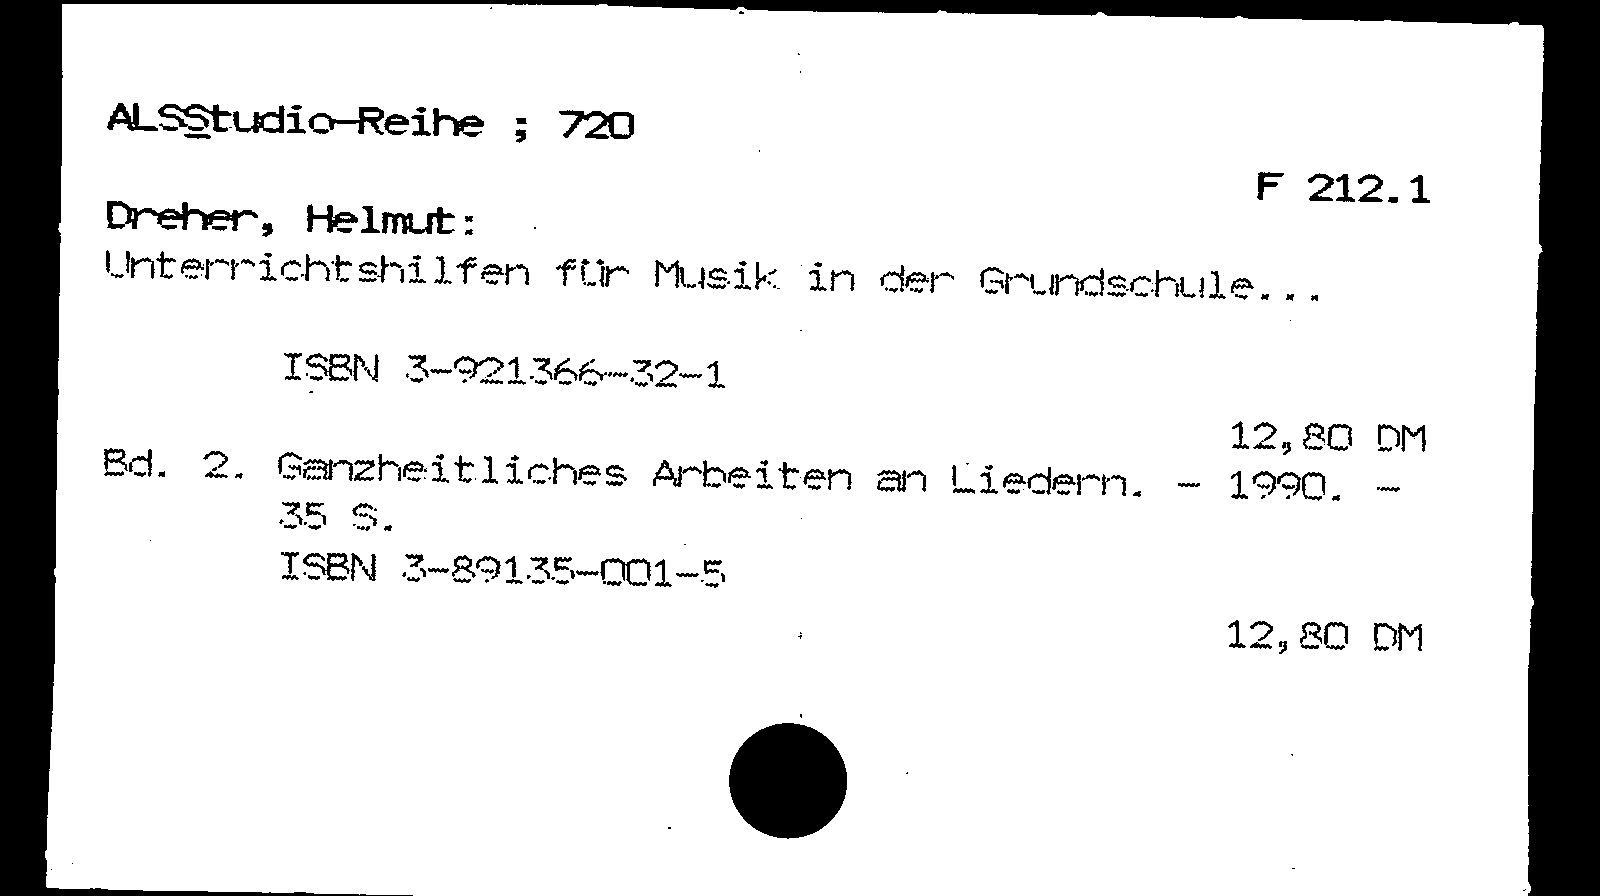 ALSStudio-Reihe ; 720
F 212.1
Dreher, Helmut:
Unterrichtshilfen für Musik in der Grundschule...
ISBN 3-921366-32-1
12,80 DM
Bd. 2. Ganzheitliches Arbeiten an Liedern. - 1990. -
35 S.
ISBN 3-89135-001-5
12,80 DM